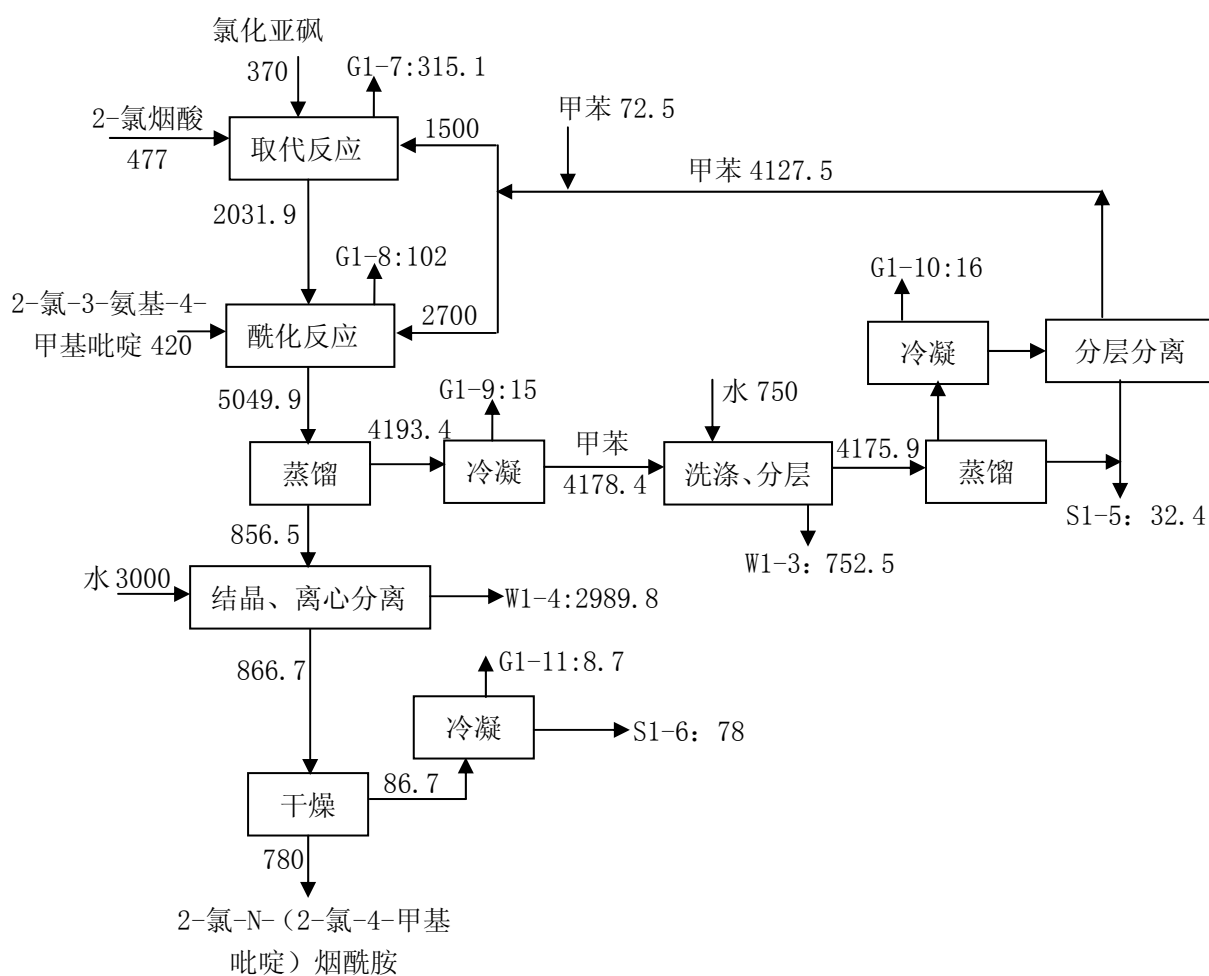 氯化亚砜
370
G1-7:315.1
2-氯烟酸
477
取代反应
1500
甲苯 72.5
甲苯 4127.5
2031.9
G1-8:102
G1-10:16
2-氯-3-氨基-4-
甲基吡啶 420
酰化反应
2700
冷凝
分层分离
5049.9
G1-9:15
水 750
4193.4
甲苯
4175.9
蒸馏
冷凝
4178.4
洗涤、分层
蒸馏
S1-5：32.4
856.5
W1-3：752.5
水 3000
结晶、离心分离
W1-4:2989.8
866.7
G1-11:8.7
冷凝
S1-6：78
86.7
干燥
780
2-氯-N-（2-氯-4-甲基
吡啶）烟酰胺